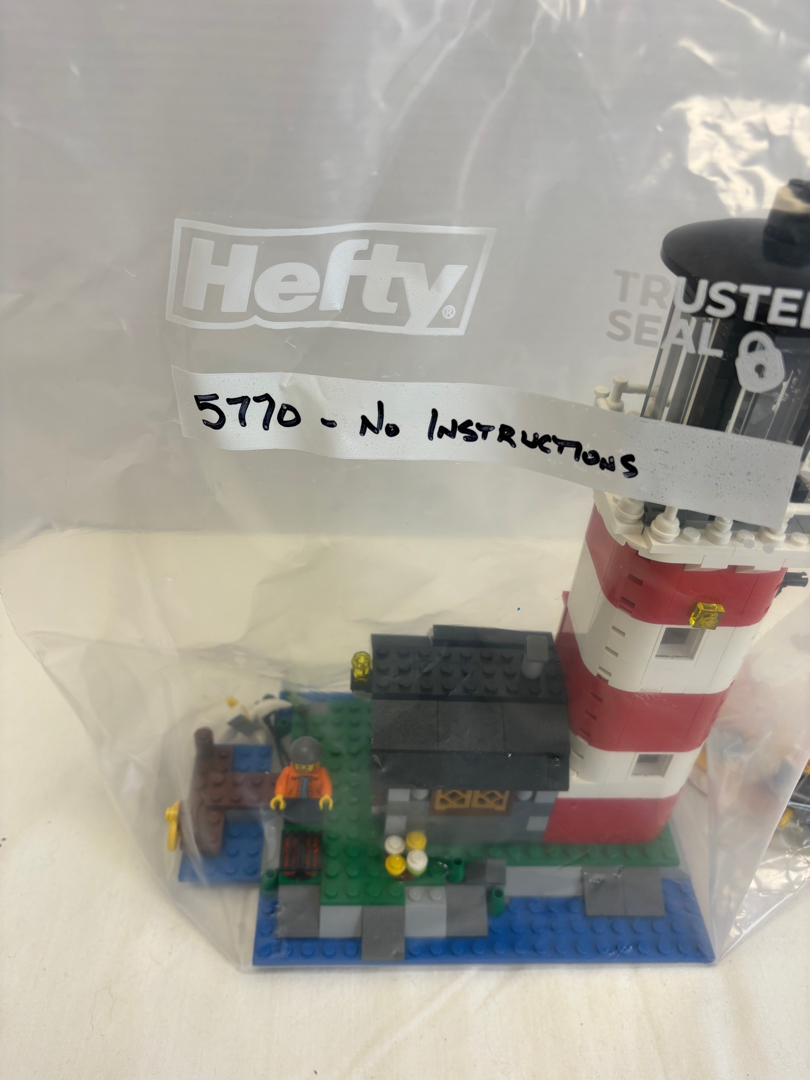 Hefty®
TRUSTE
SEAL
5770 - No INSTRUCTIONS